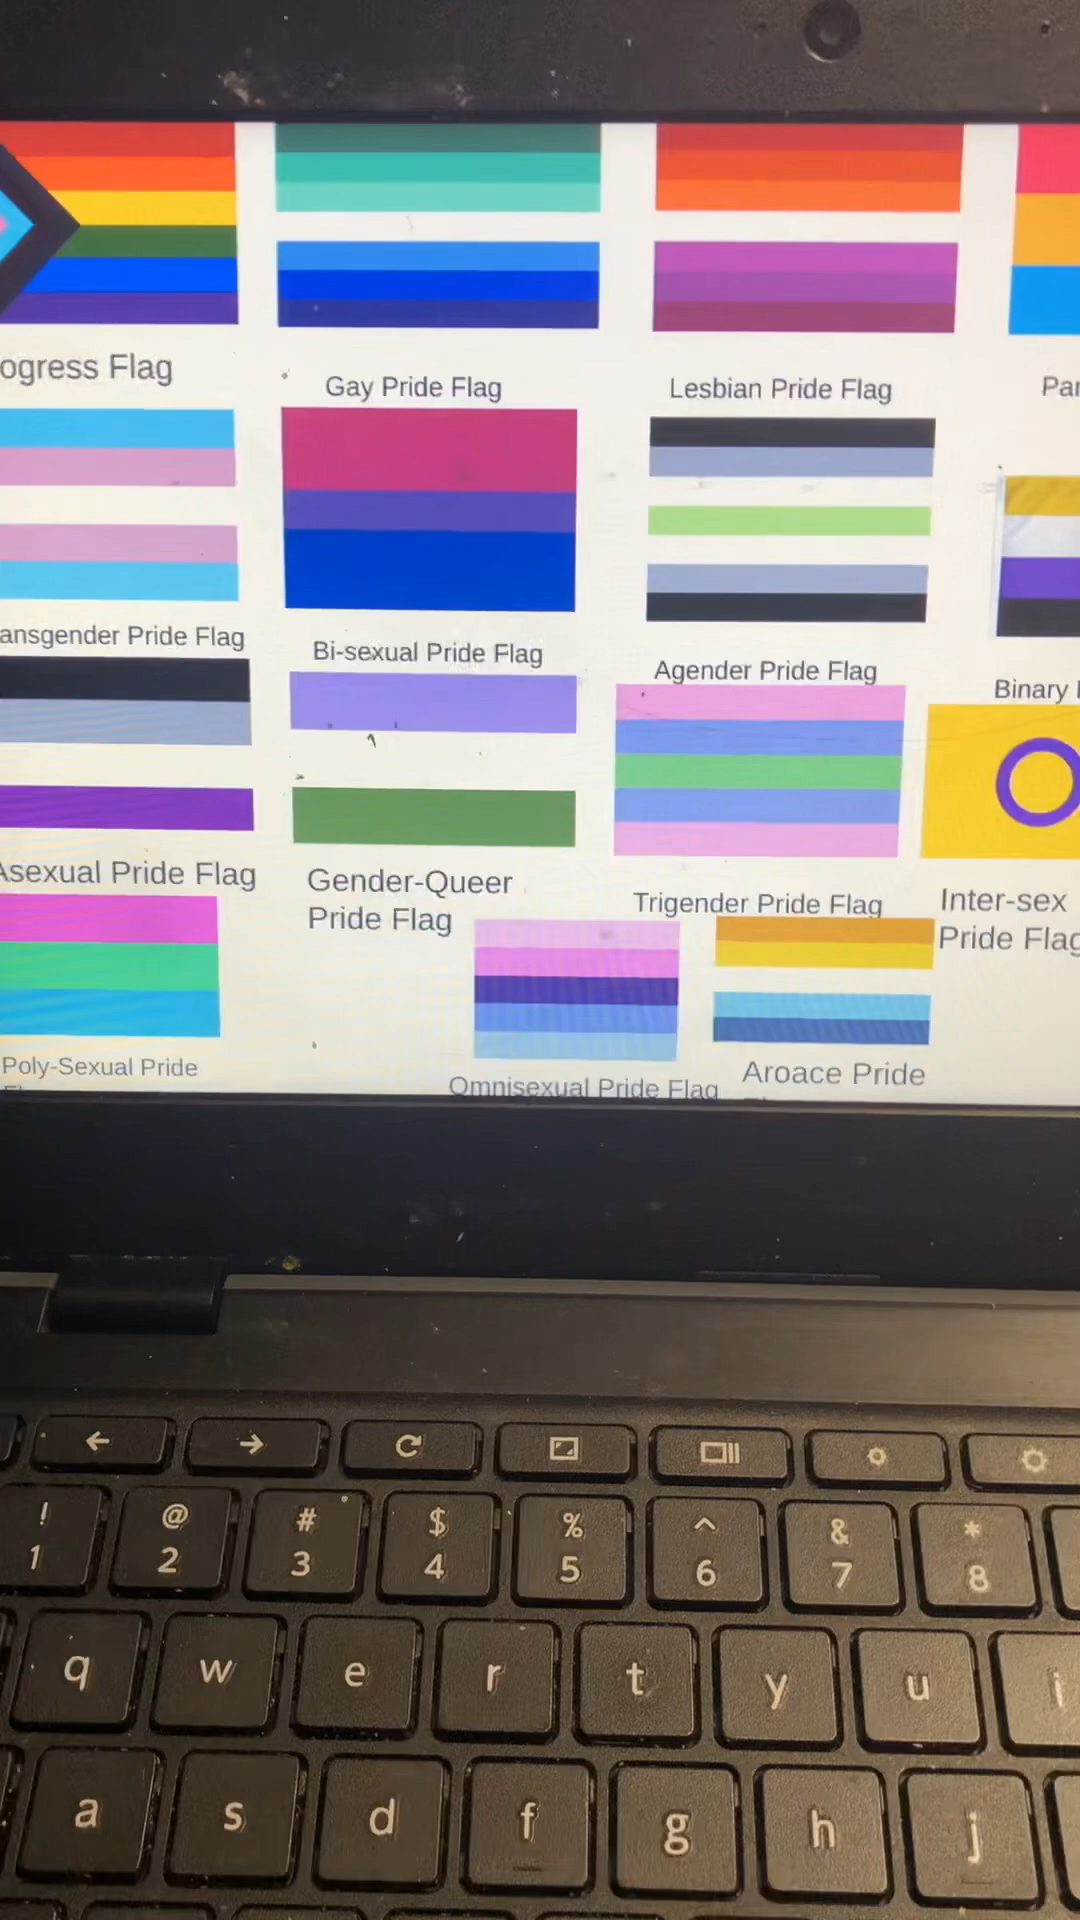 ogress Flag
Gay Pride Flag
Lesbian Pride Flag
Pan
ansgender Pride Flag
Bi-sexual Pride Flag
Agender Pride Flag
Binary
Asexual Pride Flag
Gender-Queer
Pride Flag
Trigender Pride Flag
Inter-sex
Pride Flag
Poly-Sexual Pride
Omnisexual Pride Flag
Aroace Pride
! @ # $ % ^ & *
1 2 3 4 5 6 7 8
q w e r t y u i
a s d f g h j